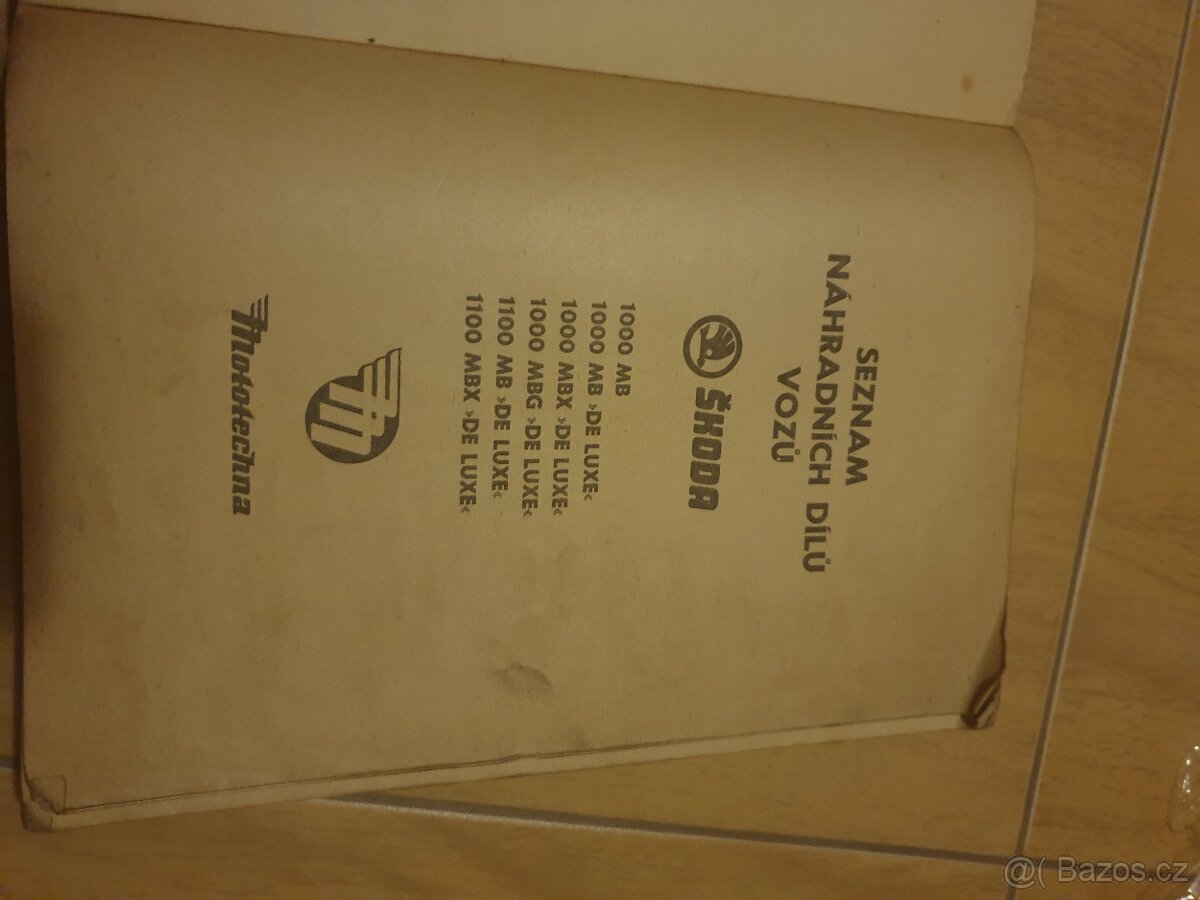 SEZNAM
NÁHRADNÍCH DÍLŮ
VOZŮ
ŠKODA
1000 MB
1000 MB »DE LUXE«
1000 MBX »DE LUXE«
1000 MBG »DE LUXE«
1100 MB »DE LUXE«
1100 MBX »DE LUXE«
Mototechna
@( Bazos.cz